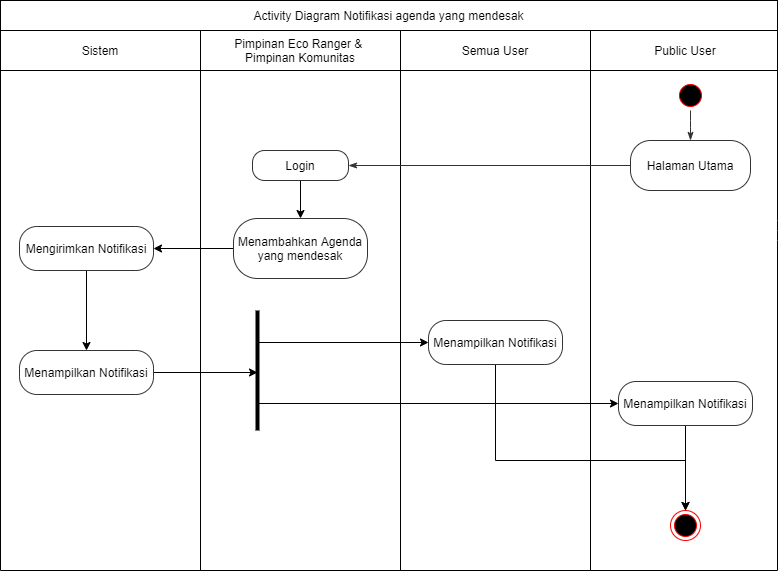 Activity Diagram Notifikasi agenda yang mendesak
Sistem
Pimpinan Eco Ranger &
Pimpinan Komunitas
Semua User
Public User
Halaman Utama
Login
Menambahkan Agenda
yang mendesak
Mengirimkan Notifikasi
Menampilkan Notifikasi
Menampilkan Notifikasi
Menampilkan Notifikasi